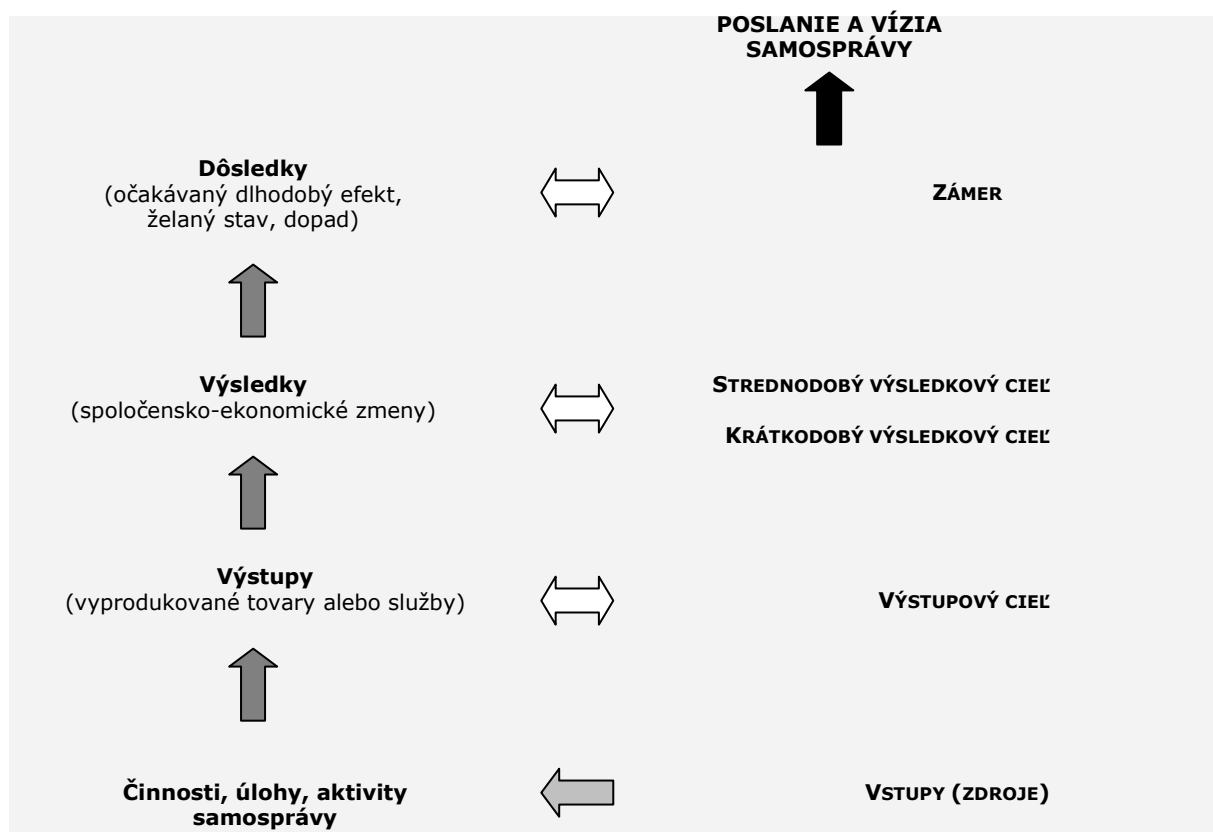 POSLANIE A VÍZIA
SAMOSPRÁVY
Dôsledky
(očakávaný dlhodobý efekt,
želaný stav, dopad)
ZÁMER
Výsledky
(spoločensko-ekonomické zmeny)
STREDNODOBÝ VÝSLEDKOVÝ CIEĽ
KRÁTKODOBÝ VÝSLEDKOVÝ CIEĽ
Výstupy
(vyprodukované tovary alebo služby)
VÝSTUPOVÝ CIEĽ
Činnosti, úlohy, aktivity
samosprávy
VSTUPY (ZDROJE)